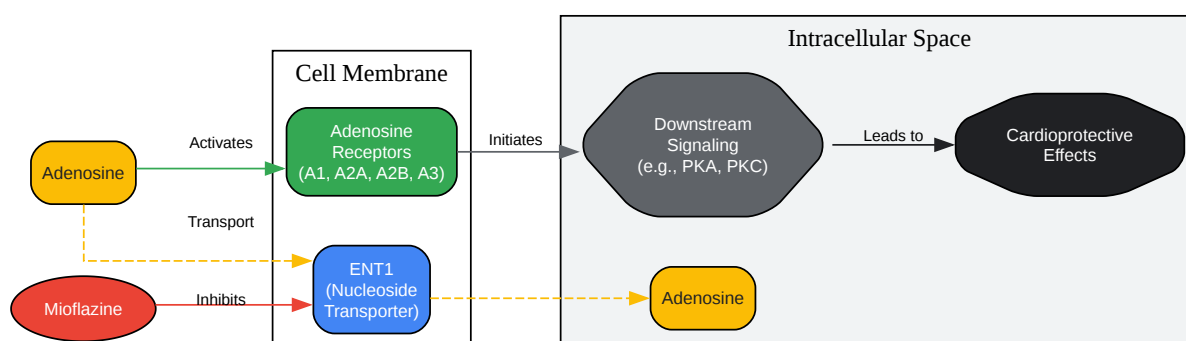 Intracellular Space
Cell Membrane
Adenosine
Activates
Adenosine
Receptors
(A1, A2A, A2B, A3)
Initiates
Downstream
Signaling
(e.g., PKA, PKC)
Leads to
Cardioprotective
Effects
Transport
Mioflazine
Inhibits
ENT1
(Nucleoside
Transporter)
Adenosine